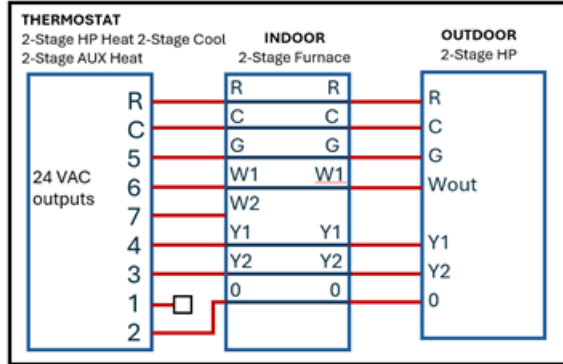 THERMOSTAT
2-Stage HP Heat 2-Stage Cool
2-Stage AUX Heat
INDOOR
2-Stage Furnace
OUTDOOR
2-Stage HP
24 VAC
outputs
R
C
5
6
7
4
3
1
2
R R
C C
G G
W1 W1
W2
Y1 Y1
Y2 Y2
0 0
R
C
G
Wout
Y1
Y2
0